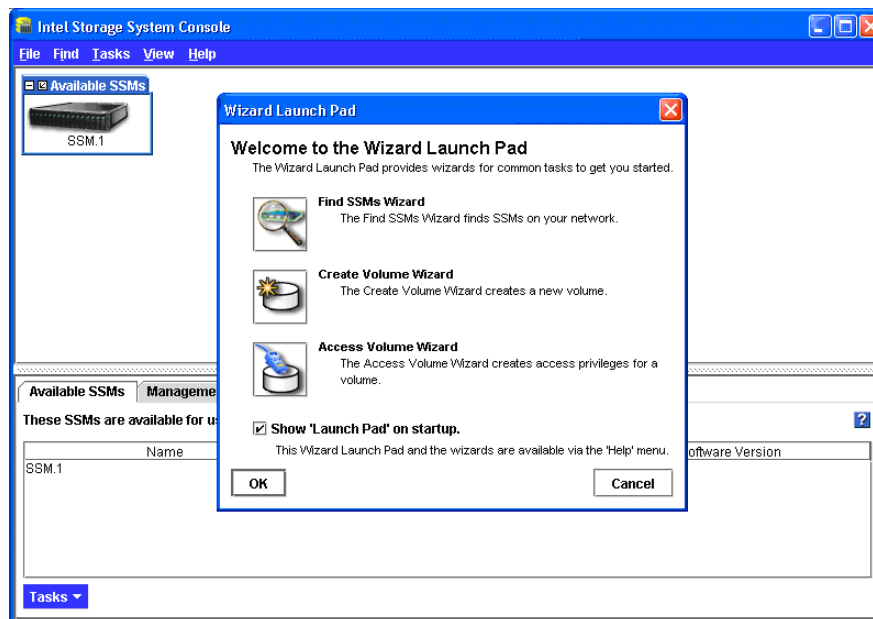 Intel Storage System Console
File Find Tasks View Help
Available SSMs
SSM.1
Wizard Launch Pad
Welcome to the Wizard Launch Pad
The Wizard Launch Pad provides wizards for common tasks to get you started.
Find SSMs Wizard
The Find SSMs Wizard finds SSMs on your network.
Create Volume Wizard
The Create Volume Wizard creates a new volume.
Access Volume Wizard
The Access Volume Wizard creates access privileges for a
volume.
Show 'Launch Pad' on startup.
This Wizard Launch Pad and the wizards are available via the 'Help' menu.
OK Cancel
Available SSMs Manageme
These SSMs are available for u
Name oftware Version
SSM.1
Tasks